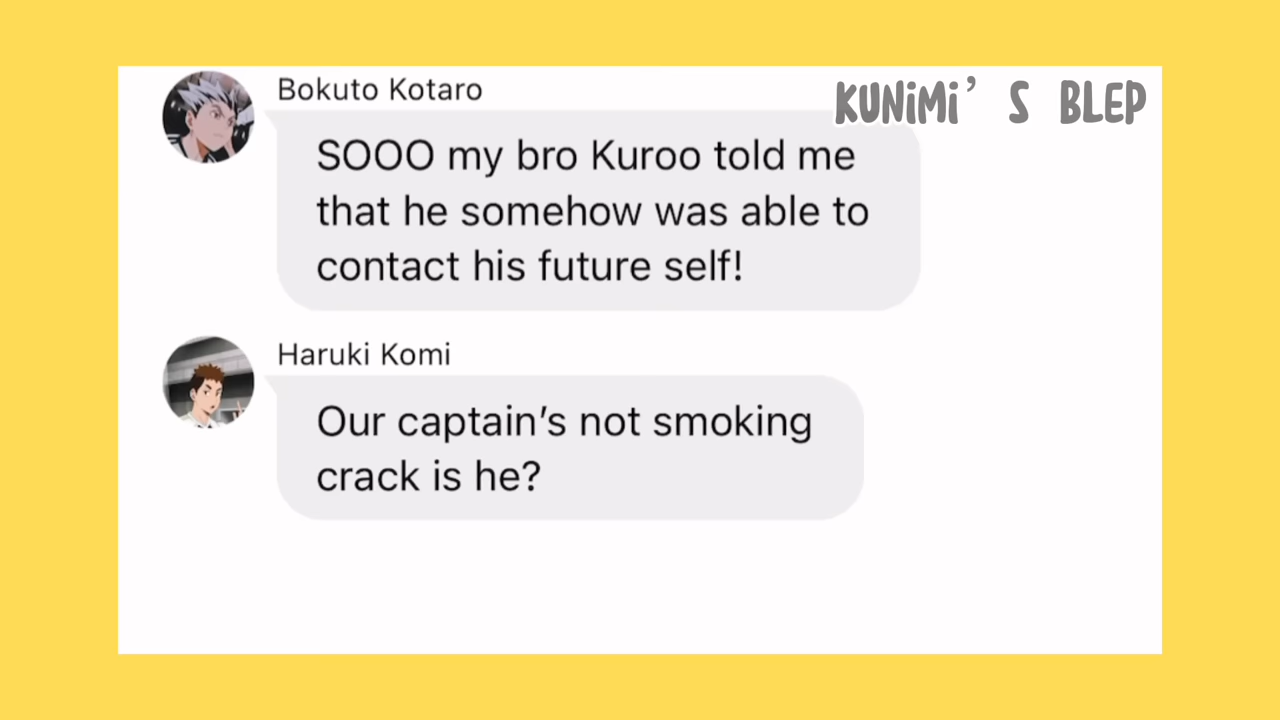 Bokuto Kotaro
KUNiMi’S BLEP
SOOO my bro Kuroo told me
that he somehow was able to
contact his future self!
Haruki Komi
Our captain’s not smoking
crack is he?